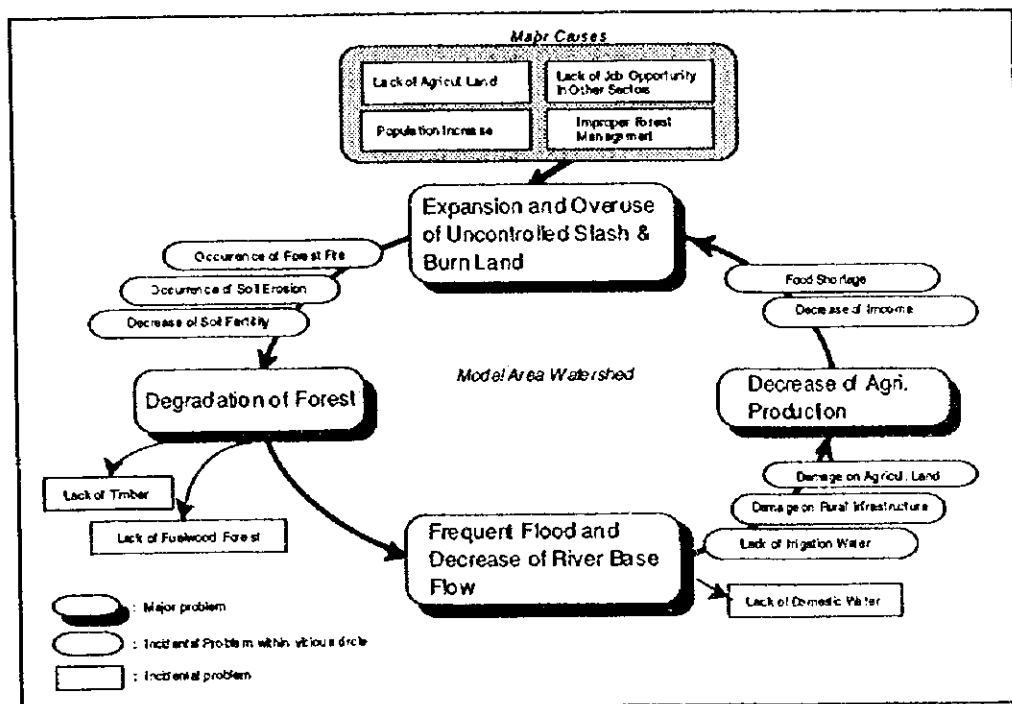 Major Causes
Lack of Agricul. Land
Lack of Job Opportunity
In Other Sectors
Population Increase
Improper Forest
Management
Expansion and Overuse
of Uncontrolled Slash &
Burn Land
Occurrence of Forest Fire
Occurrence of Soil Erosion
Decrease of Soil Fertility
Food Shortage
Decrease of Income
Model Area Watershed
Degradation of Forest
Decrease of Agri.
Production
Lack of Timber
Lack of Fuelwood Forest
Damage on Agricul. Land
Damage on Rural Infrastructure
Lack of Irrigation Water
Frequent Flood and
Decrease of River Base
Flow
Lack of Domestic Water
: Major problem
: Incidental Problem within vicious circle
: Incidental problem